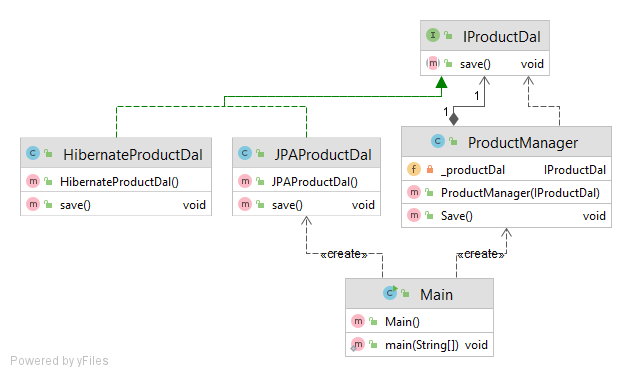 I IProductDal
m save() void
1
1
C HibernateProductDal
m HibernateProductDal()
m save() void
C JPAProductDal
m JPAProductDal()
m save() void
C ProductManager
f _productDal IProductDal
m ProductManager(IProductDal)
m Save() void
«create»
«create»
C Main
m Main()
m main(String[]) void
Powered by yFiles